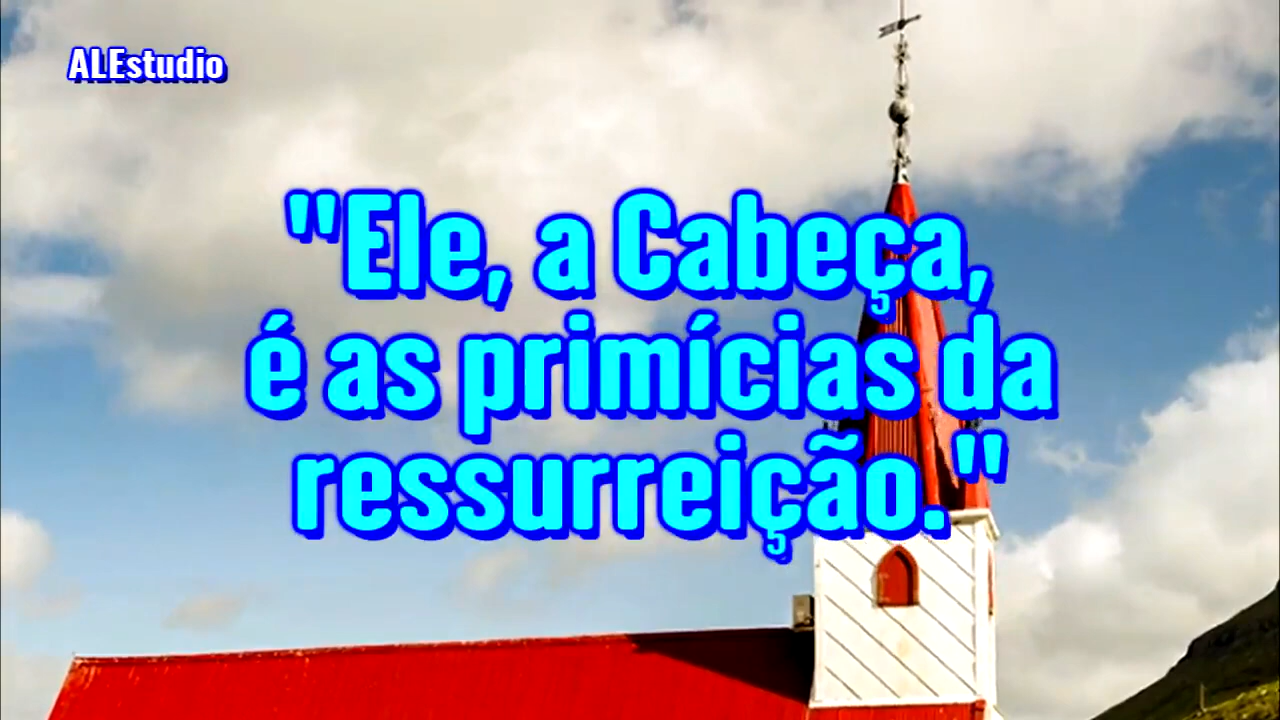 ALEstudio
"Ele, a Cabeça,
é as primícias da
ressurreição."